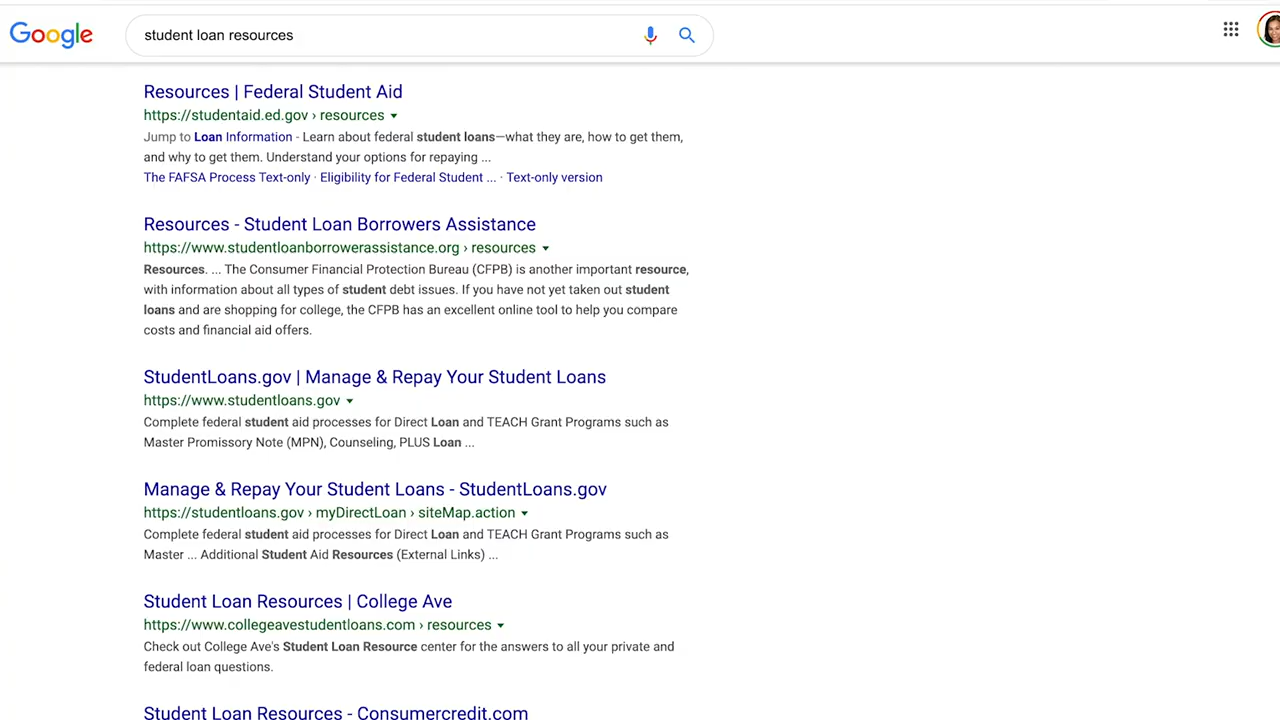 Google
student loan resources
Resources | Federal Student Aid
https://studentaid.ed.gov › resources
Jump to Loan Information - Learn about federal student loans—what they are, how to get them,
and why to get them. Understand your options for repaying ...
The FAFSA Process Text-only · Eligibility for Federal Student ... · Text-only version
Resources - Student Loan Borrowers Assistance
https://www.studentloanborrowerassistance.org › resources
Resources. ... The Consumer Financial Protection Bureau (CFPB) is another important resource,
with information about all types of student debt issues. If you have not yet taken out student
loans and are shopping for college, the CFPB has an excellent online tool to help you compare
costs and financial aid offers.
StudentLoans.gov | Manage & Repay Your Student Loans
https://www.studentloans.gov
Complete federal student aid processes for Direct Loan and TEACH Grant Programs such as
Master Promissory Note (MPN), Counseling, PLUS Loan ...
Manage & Repay Your Student Loans - StudentLoans.gov
https://studentloans.gov › myDirectLoan › siteMap.action
Complete federal student aid processes for Direct Loan and TEACH Grant Programs such as
Master ... Additional Student Aid Resources (External Links) ...
Student Loan Resources | College Ave
https://www.collegeavestudentloans.com › resources
Check out College Ave's Student Loan Resource center for the answers to all your private and
federal loan questions.
Student Loan Resources - Consumercredit.com